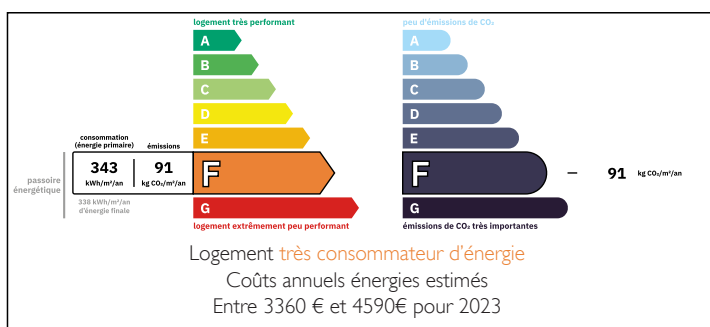 logement très performant
A
B
C
D
E
consommation
(énergie primaire)
émissions
343
kWh/m²/an
91
kg CO₂/m²/an
F
passoire
énergétique
338 kWh/m²/an
d'énergie finale
G
logement extrêmement peu performant
peu d'émissions de CO₂
A
B
C
D
E
F
91 kg CO₂/m²/an
G
émissions de CO₂ très importantes
Logement très consommateur d'énergie
Coûts annuels énergies estimés
Entre 3360 € et 4590€ pour 2023